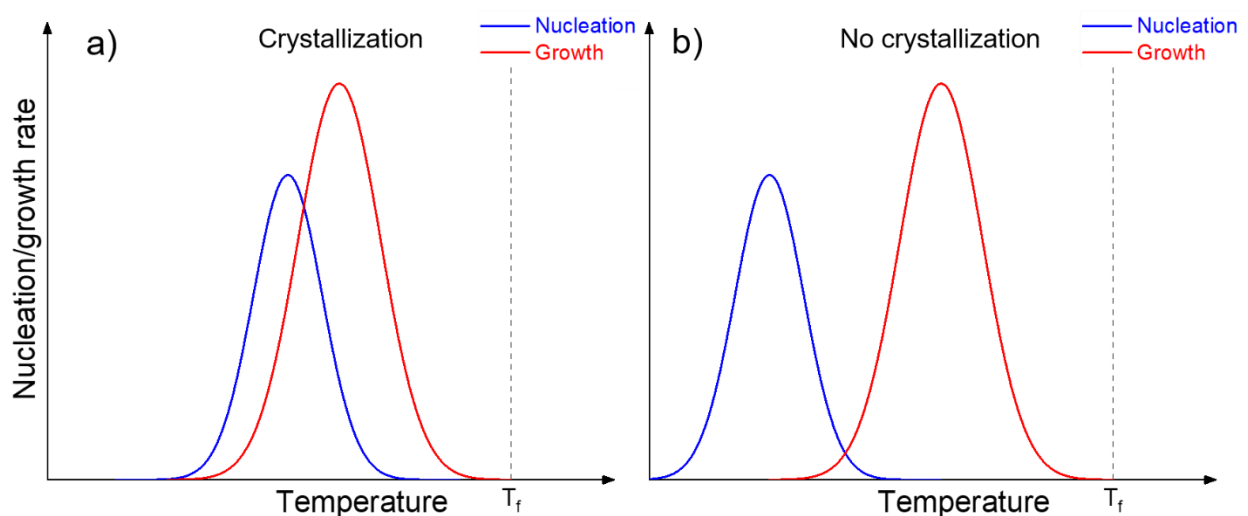 a)
Crystallization
Nucleation
Growth
Nucleation/growth rate
Temperature
Tf
b)
No crystallization
Nucleation
Growth
Temperature
Tf